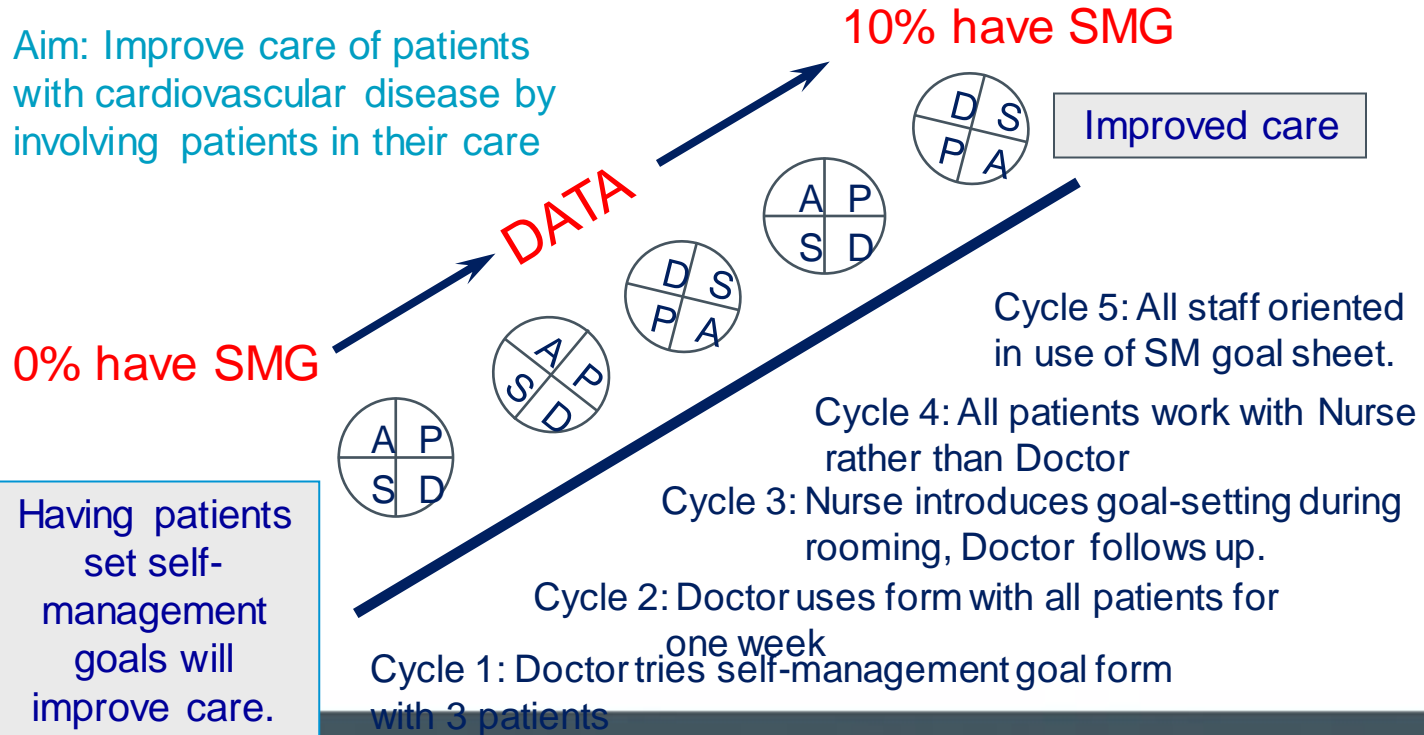 Aim: Improve care of patients
with cardiovascular disease by
involving patients in their care
10% have SMG
Improved care
DATA
0% have SMG
D S
P A
A P
S D
D S
P A
A P
S D
A P
S D
Having patients
set self-
management
goals will
improve care.
Cycle 5: All staff oriented
in use of SM goal sheet.
Cycle 4: All patients work with Nurse
rather than Doctor
Cycle 3: Nurse introduces goal-setting during
rooming, Doctor follows up.
Cycle 2: Doctor uses form with all patients for
one week
Cycle 1: Doctor tries self-management goal form
with 3 patients